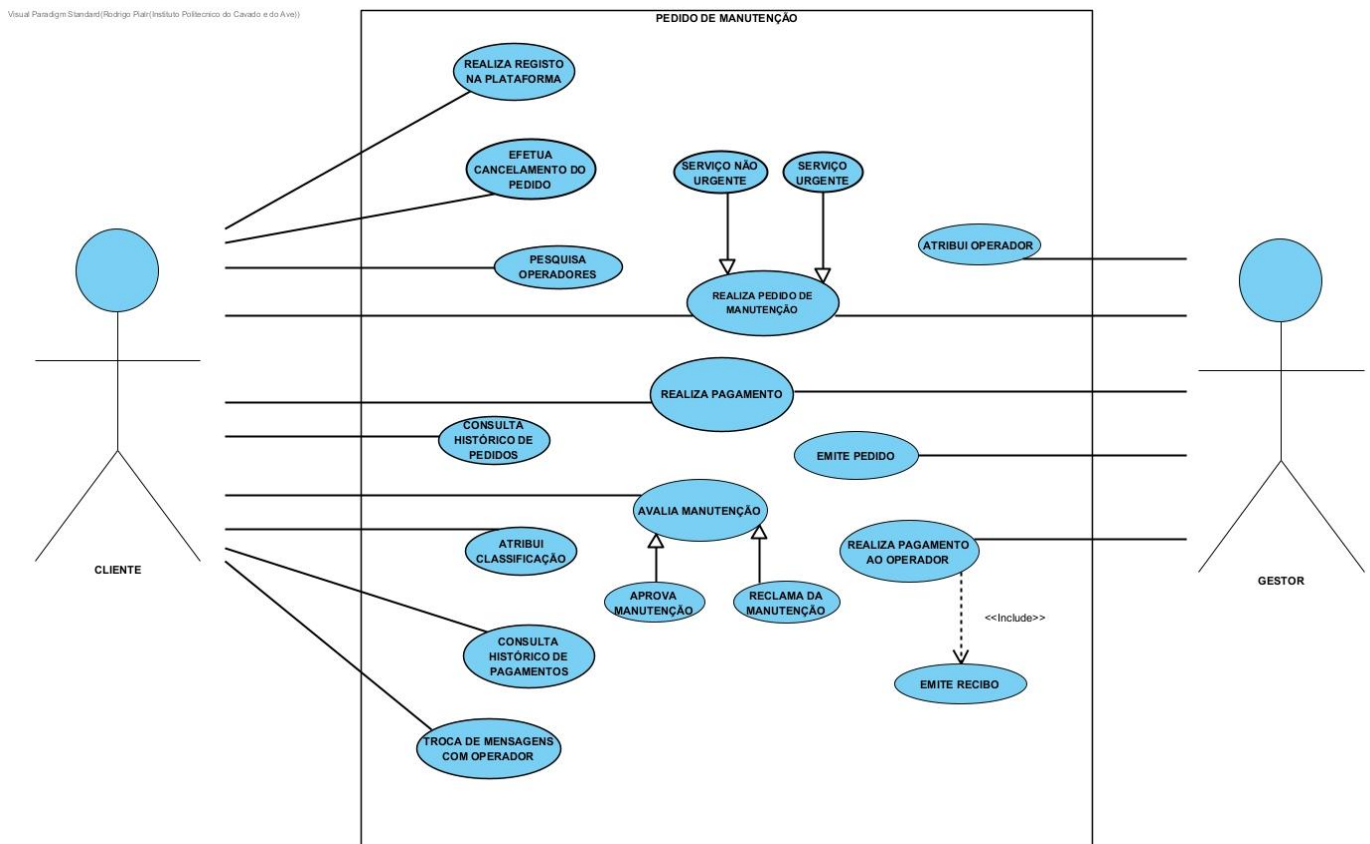 Visual Paradigm Standard(Rodrigo Plair(Instituto Politecnico do Cavado e do Ave))
PEDIDO DE MANUTENÇÃO
REALIZA REGISTO
NA PLATAFORMA
EFETUA
CANCELAMENTO DO
PEDIDO
SERVIÇO NÃO
URGENTE
SERVIÇO
URGENTE
PESQUISA
OPERADORES
ATRIBUI OPERADOR
REALIZA PEDIDO DE
MANUTENÇÃO
REALIZA PAGAMENTO
CONSULTA
HISTÓRICO DE
PEDIDOS
EMITE PEDIDO
AVALIA MANUTENÇÃO
ATRIBUI
CLASSIFICAÇÃO
REALIZA PAGAMENTO
AO OPERADOR
CLIENTE
GESTOR
APROVA
MANUTENÇÃO
RECLAMA DA
MANUTENÇÃO
<<Include>>
CONSULTA
HISTÓRICO DE
PAGAMENTOS
EMITE RECIBO
TROCA DE MENSAGENS
COM OPERADOR